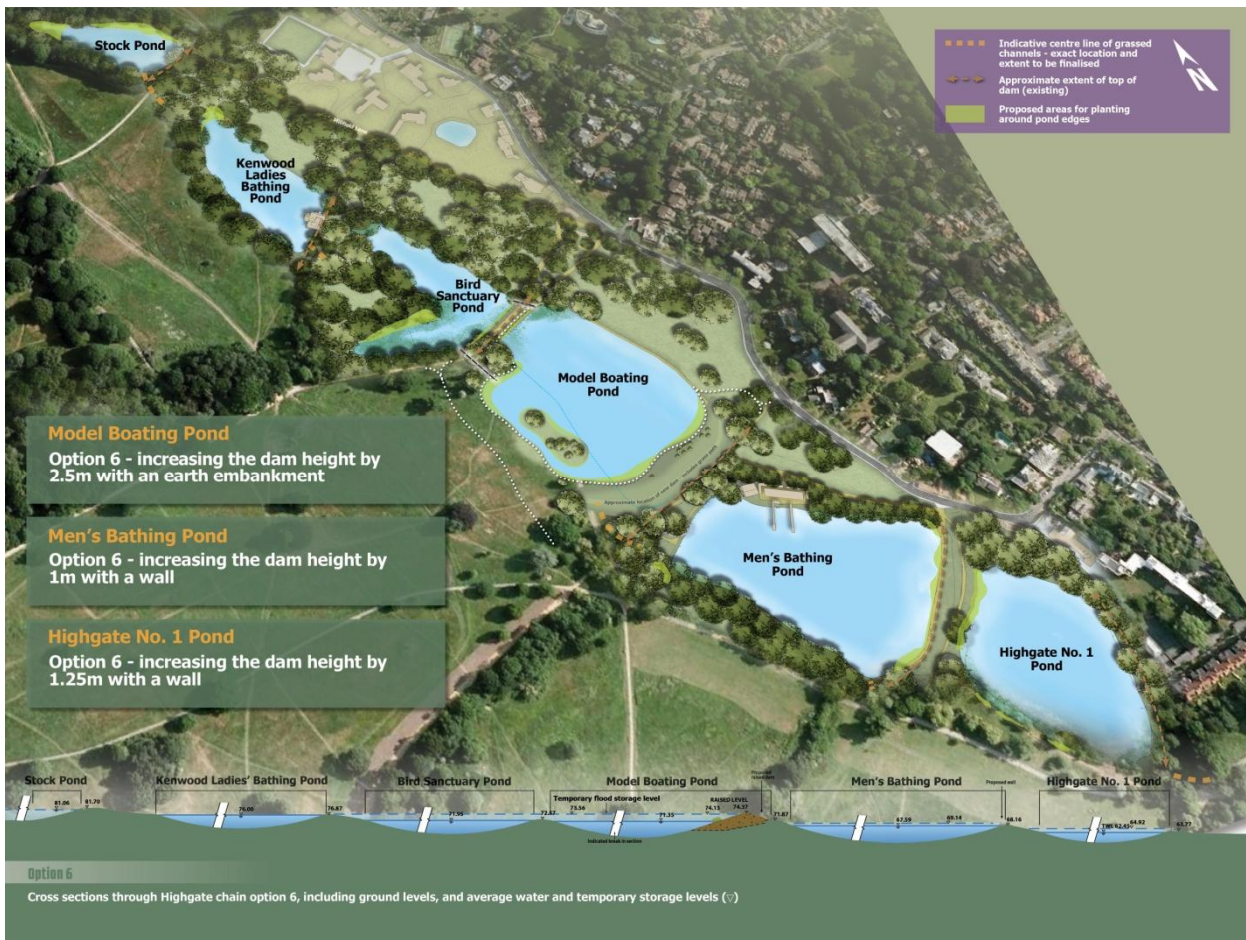 Stock Pond
Kenwood
Ladies
Bathing
Pond
Bird
Sanctuary
Pond
Model Boating
Pond
Men's Bathing
Pond
Highgate No. 1
Pond
Indicative centre line of grassed
channels - exact location and
extent to be finalised
Approximate extent of top of
dam (existing)
Proposed areas for planting
around pond edges
N
Model Boating Pond
Option 6 - increasing the dam height by
2.5m with an earth embankment
Men's Bathing Pond
Option 6 - increasing the dam height by
1m with a wall
Highgate No. 1 Pond
Option 6 - increasing the dam height by
1.25m with a wall
Stock Pond
81.06
81.70
Kenwood Ladies' Bathing Pond
76.00
76.87
Bird Sanctuary Pond
71.95
72.57
Model Boating Pond
Temporary flood storage level
73.56
71.33
Indicated break in section
RAISED LEVEL
74.13
74.37
71.87
Men's Bathing Pond
67.59
69.14
Proposed wall
68.16
Highgate No. 1 Pond
TWL 62.45
64.92
63.77
Option 6
Cross sections through Highgate chain option 6, including ground levels, and average water and temporary storage levels (▽)